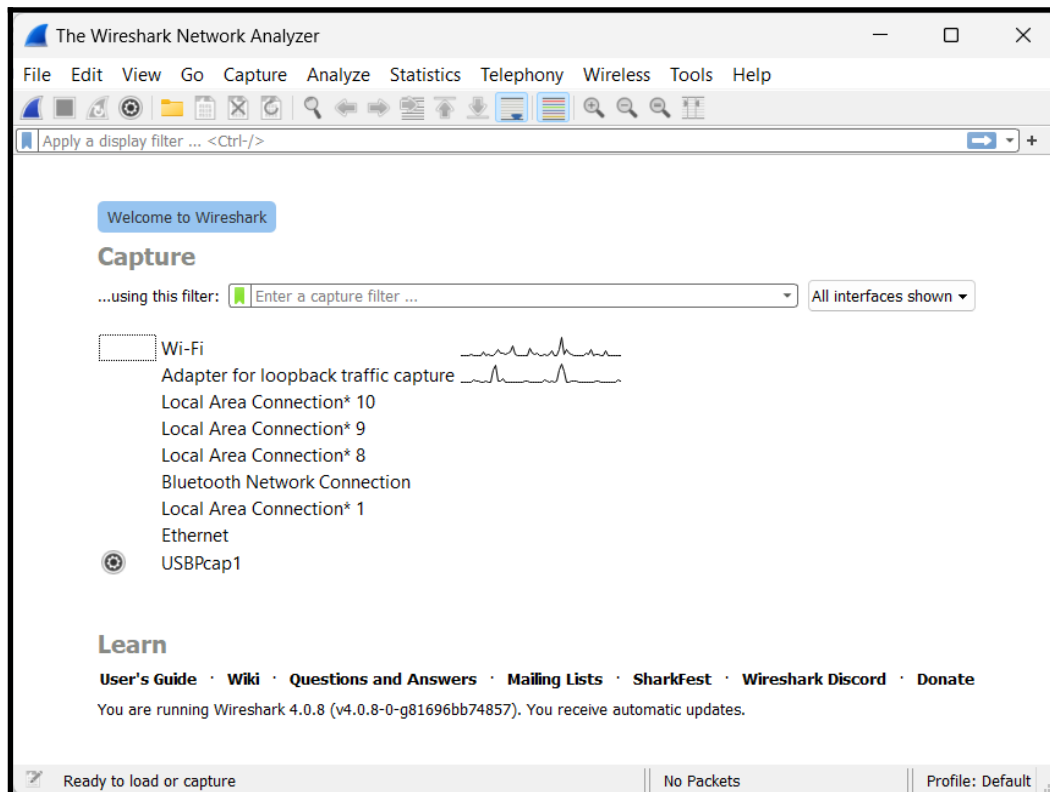 The Wireshark Network Analyzer
File Edit View Go Capture Analyze Statistics Telephony Wireless Tools Help
Apply a display filter ... <Ctrl-/>
+
Welcome to Wireshark
Capture
...using this filter: Enter a capture filter ... All interfaces shown
Wi-Fi
Adapter for loopback traffic capture
Local Area Connection* 10
Local Area Connection* 9
Local Area Connection* 8
Bluetooth Network Connection
Local Area Connection* 1
Ethernet
USBPcap1
Learn
User's Guide · Wiki · Questions and Answers · Mailing Lists · SharkFest · Wireshark Discord · Donate
You are running Wireshark 4.0.8 (v4.0.8-0-g81696bb74857). You receive automatic updates.
Ready to load or capture No Packets Profile: Default